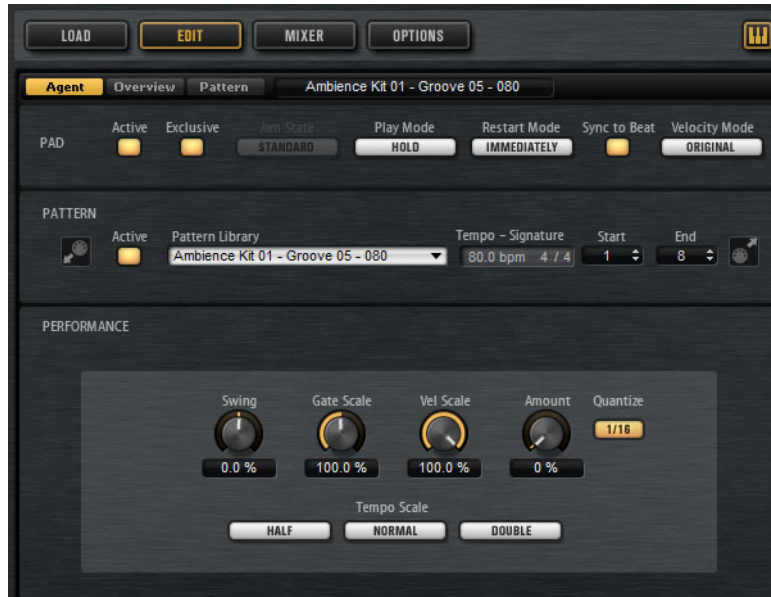 LOAD EDIT MIXER OPTIONS
Agent Overview Pattern Ambience Kit 01 - Groove 05 - 080
Active Exclusive Jam State Play Mode Restart Mode Sync to Beat Velocity Mode
PAD STANDARD HOLD IMMEDIATELY ORIGINAL
PATTERN
Active Pattern Library Tempo – Signature Start End
Ambience Kit 01 - Groove 05 - 080 80.0 bpm 4 / 4 1 8
PERFORMANCE
Swing Gate Scale Vel Scale Amount Quantize
1/16
0.0 % 100.0 % 100.0 % 0 %
Tempo Scale
HALF NORMAL DOUBLE